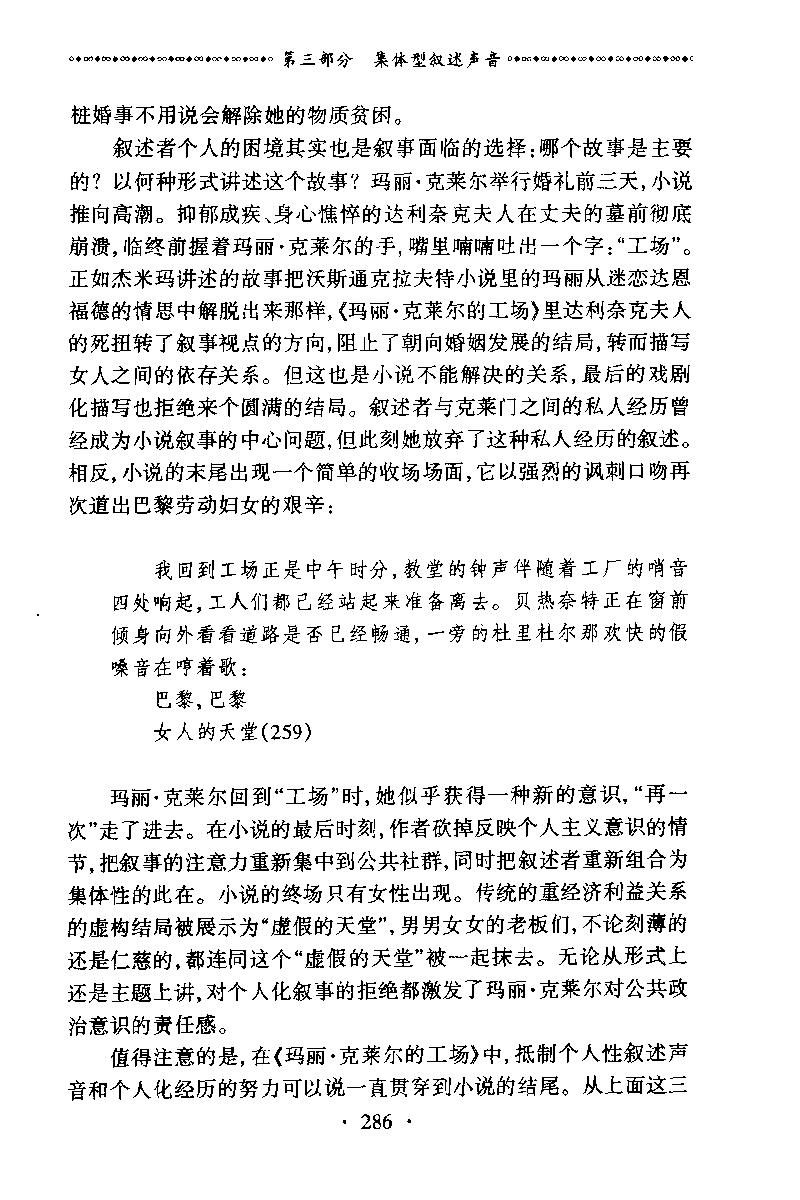 第三部分 集体型叙述声音
桩婚事不用说会解除她的物质贫困。
叙述者个人的困境其实也是叙事面临的选择:哪个故事是主要
的？以何种形式讲述这个故事？玛丽·克莱尔举行婚礼前三天,小说
推向高潮。抑郁成疾、身心憔悴的达利奈克夫人在丈夫的墓前彻底
崩溃,临终前握着玛丽·克莱尔的手,嘴里喃喃吐出一个字:“工场”。
正如杰米玛讲述的故事把沃斯通克拉夫特小说里的玛丽从迷恋达恩
福德的情思中解脱出来那样,《玛丽·克莱尔的工场》里达利奈克夫人
的死扭转了叙事视点的方向,阻止了朝向婚姻发展的结局,转而描写
女人之间的依存关系。但这也是小说不能解决的关系,最后的戏剧
化描写也拒绝来个圆满的结局。叙述者与克莱门之间的私人经历曾
经成为小说叙事的中心问题,但此刻她放弃了这种私人经历的叙述。
相反,小说的末尾出现一个简单的收场场面,它以强烈的讽刺口吻再
次道出巴黎劳动妇女的艰辛:
我回到工场正是中午时分,教堂的钟声伴随着工厂的哨音
四处响起,工人们都已经站起来准备离去。贝热奈特正在窗前
倾身向外看看道路是否已经畅通,一旁的杜里杜尔那欢快的假
嗓音在哼着歌:
巴黎,巴黎
女人的天堂(259)
玛丽·克莱尔回到“工场”时,她似乎获得一种新的意识,“再一
次”走了进去。在小说的最后时刻,作者砍掉反映个人主义意识的情
节,把叙事的注意力重新集中到公共社群,同时把叙述者重新组合为
集体性的此在。小说的终场只有女性出现。传统的重经济利益关系
的虚构结局被展示为“虚假的天堂”,男男女女的老板们,不论刻薄的
还是仁慈的,都连同这个“虚假的天堂”被一起抹去。无论从形式上
还是主题上讲,对个人化叙事的拒绝都激发了玛丽·克莱尔对公共政
治意识的责任感。
值得注意的是,在《玛丽·克莱尔的工场》中,抵制个人性叙述声
音和个人化经历的努力可以说一直贯穿到小说的结尾。从上面这三
· 286 ·